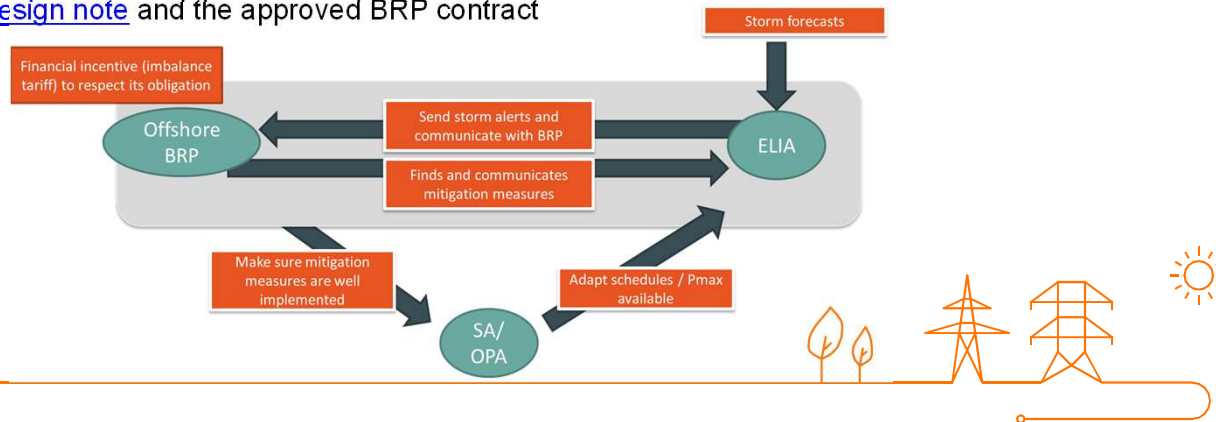 esign note and the approved BRP contract
Storm forecasts
Financial incentive (imbalance
tariff) to respect its obligation
Offshore
BRP
Send storm alerts and
communicate with BRP
ELIA
Finds and communicates
mitigation measures
Make sure mitigation
measures are well
implemented
Adapt schedules / Pmax
available
SA/
OPA